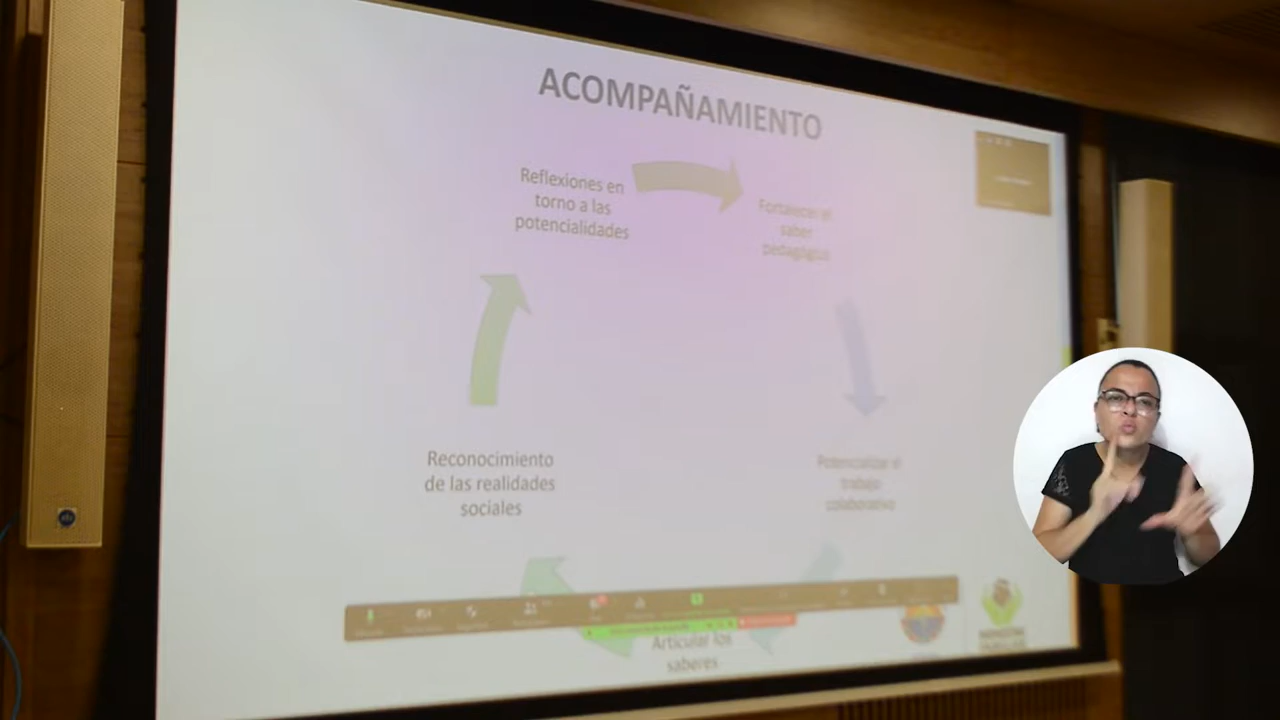 ACOMPAÑAMIENTO
Reflexiones en
torno a las
potencialidades
Fortalecer el
saber
pedagógico
Potencializar el
trabajo
colaborativo
Reconocimiento
de las realidades
sociales
Articular los
saberes